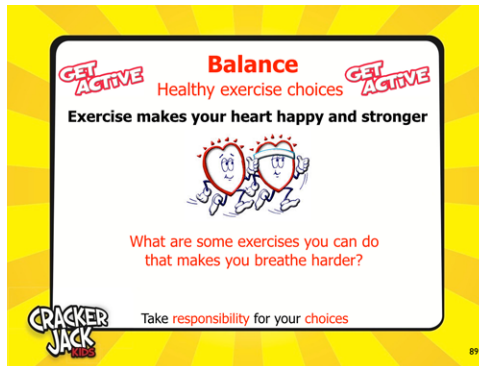 Balance
GET ACTIVE
GET ACTIVE
Healthy exercise choices
Exercise makes your heart happy and stronger
What are some exercises you can do
that makes you breathe harder?
CRACKER
JACK
KIDS
Take responsibility for your choices
89